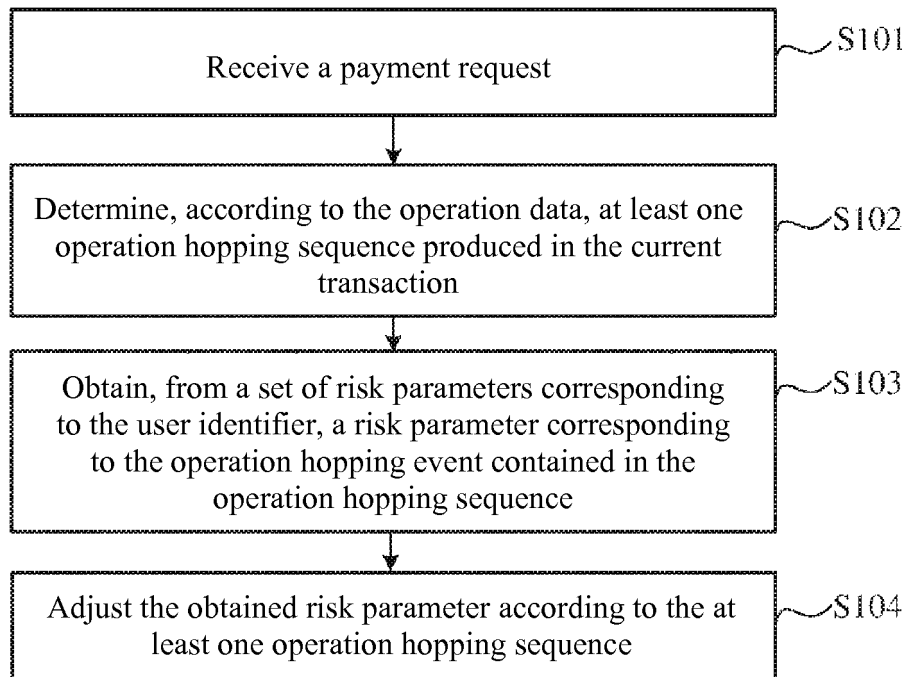 Receive a payment request
S101
Determine, according to the operation data, at least one
operation hopping sequence produced in the current
transaction
S102
Obtain, from a set of risk parameters corresponding
to the user identifier, a risk parameter corresponding
to the operation hopping event contained in the
operation hopping sequence
S103
Adjust the obtained risk parameter according to the at
least one operation hopping sequence
S104